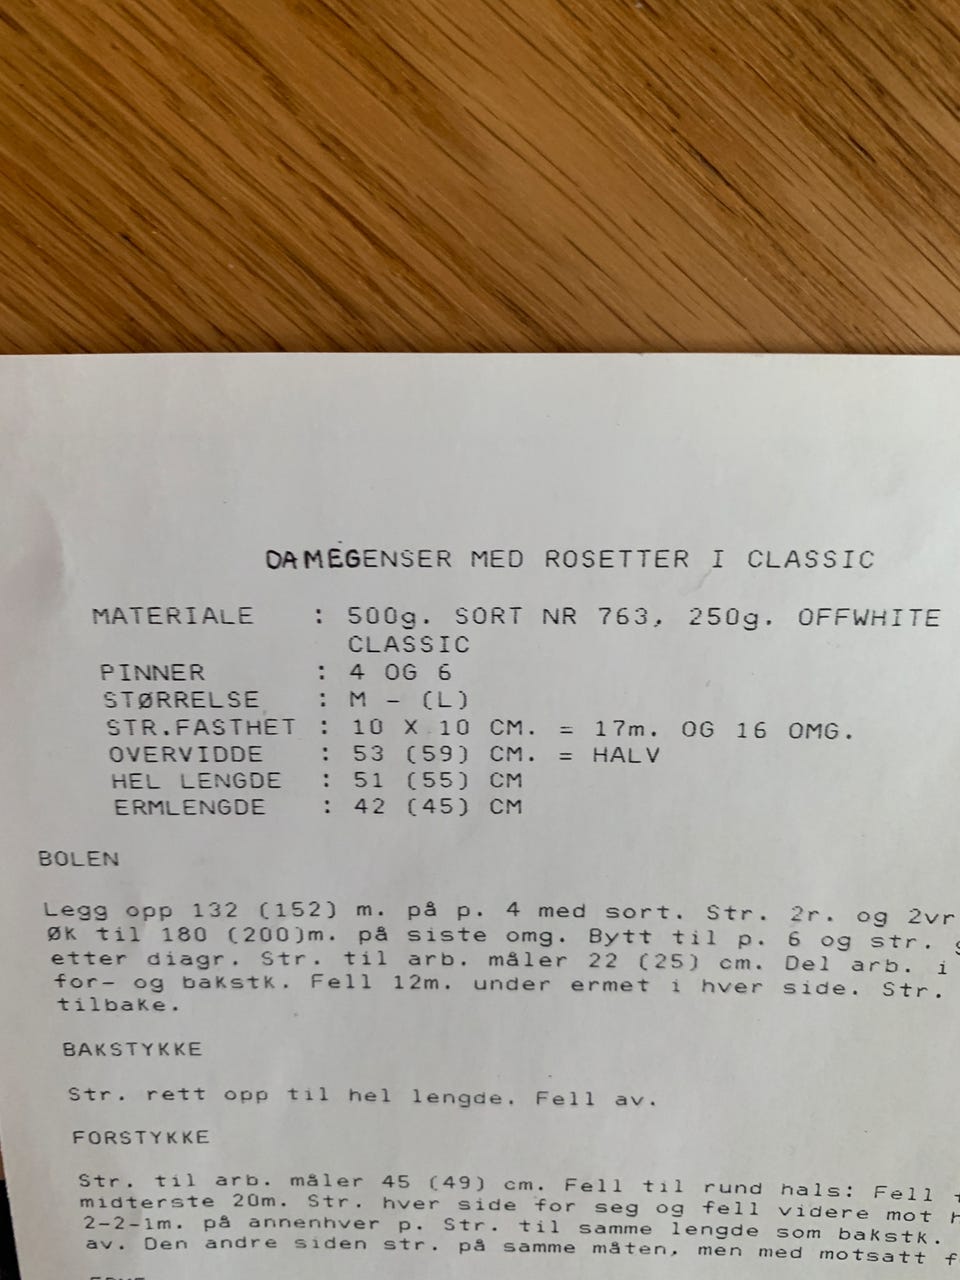 DAMEGENSER MED ROSETTER I CLASSIC
MATERIALE : 500g. SORT NR 763, 250g. OFFWHITE
CLASSIC
PINNER : 4 OG 6
STØRRELSE : M - (L)
STR.FASTHET : 10 X 10 CM. = 17m. OG 16 OMG.
OVERVIDDE : 53 (59) CM. = HALV
HEL LENGDE : 51 (55) CM
ERMLENGDE : 42 (45) CM
BOLEN
Legg opp 132 (152) m. på p. 4 med sort. Str. 2r. og 2vr
ØK til 180 (200)m. på siste omg. Bytt til p. 6 og str.
etter diagr. Str. til arb. måler 22 (25) cm. Del arb. i
for- og bakstk. Fell 12m. under ermet i hver side. Str.
tilbake.
BAKSTYKKE
Str. rett opp til hel lengde. Fell av.
FORSTYKKE
Str. til arb. måler 45 (49) cm. Fell til rund hals: Fell
midterste 20m. Str. hver side for seg og fell videre mot
2-2-1m. på annenhver p. Str. til samme lengde som bakstk.
av. Den andre siden str. på samme måten, men med motsatt